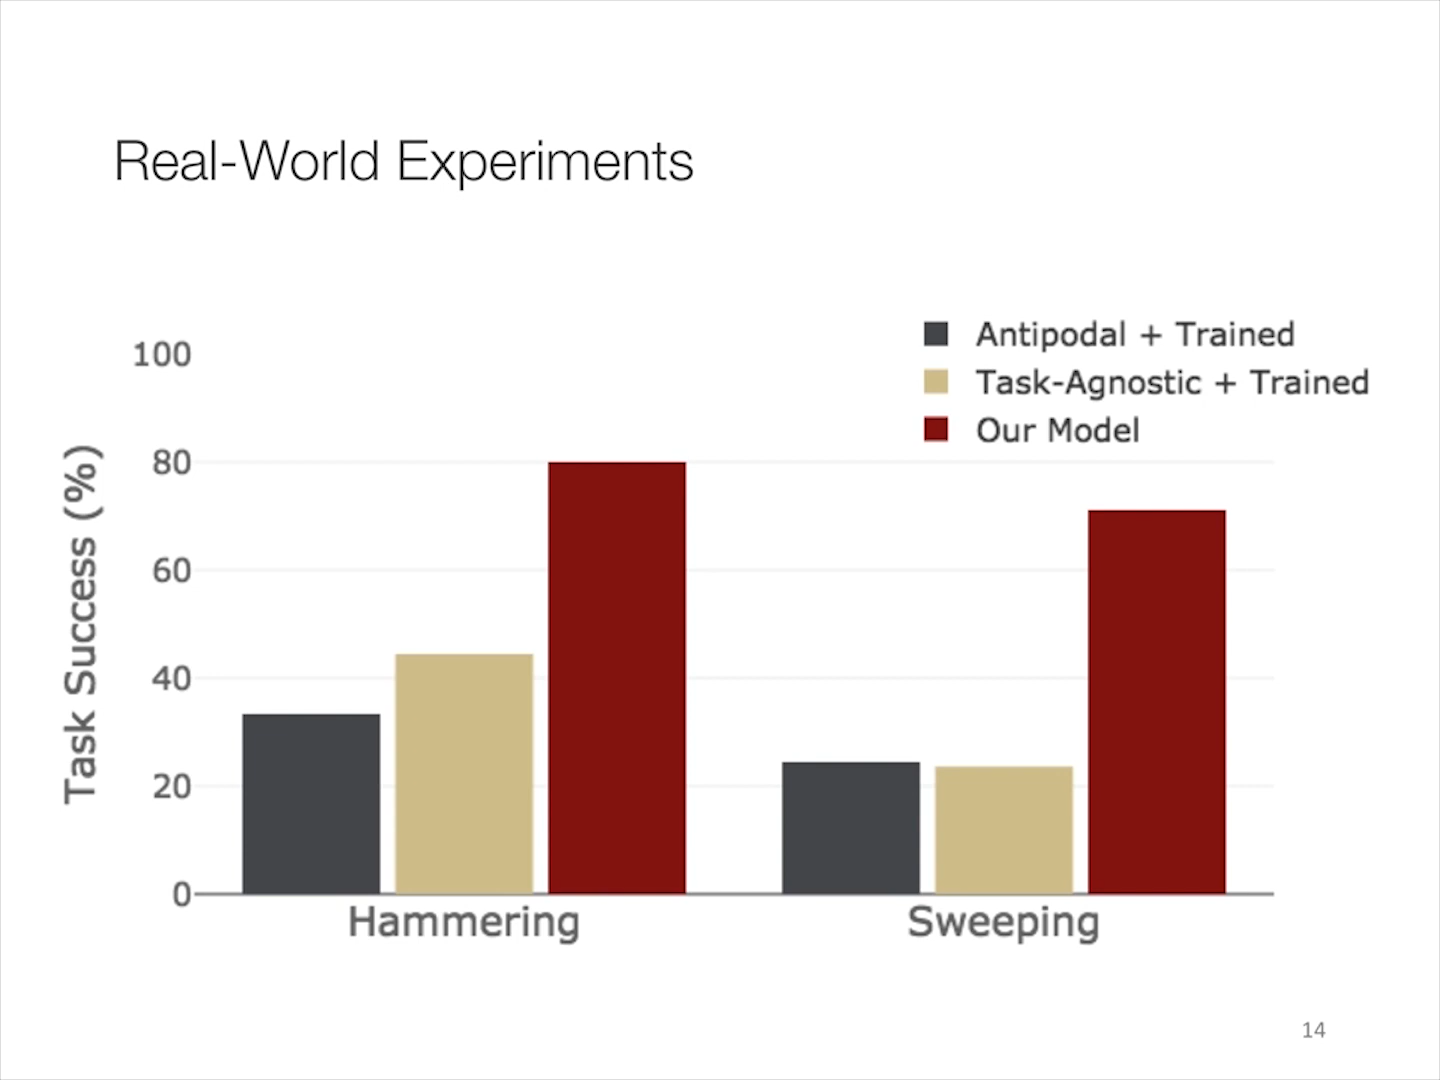 Real-World Experiments
Antipodal + Trained
Task-Agnostic + Trained
Our Model
Task Success (%)
100
80
60
40
20
0
Hammering
Sweeping
14